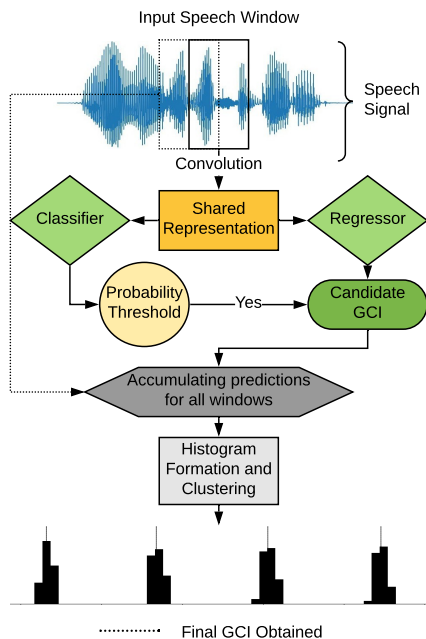 Input Speech Window
Speech
Signal
Convolution
Classifier
Shared
Representation
Regressor
Probability
Threshold
Yes
Candidate
GCI
Accumulating predictions
for all windows
Histogram
Formation and
Clustering
Final GCI Obtained